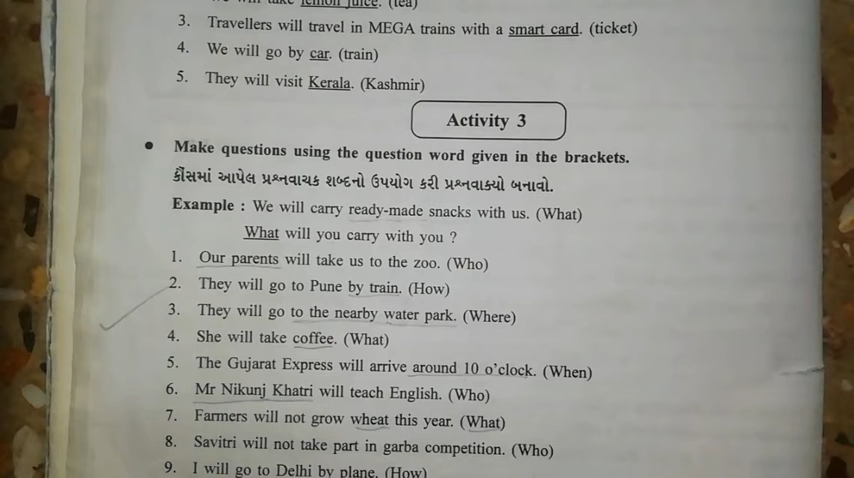 lemon juice. (tea)
3. Travellers will travel in MEGA trains with a smart card. (ticket)
4. We will go by car. (train)
5. They will visit Kerala. (Kashmir)
Activity 3
• Make questions using the question word given in the brackets.
કૌંસમાં આપેલ પ્રશ્નવાચક શબ્દનો ઉપયોગ કરી પ્રશ્નવાક્યો બનાવો.
Example : We will carry ready-made snacks with us. (What)
What will you carry with you ?
1. Our parents will take us to the zoo. (Who)
2. They will go to Pune by train. (How)
3. They will go to the nearby water park. (Where)
4. She will take coffee. (What)
5. The Gujarat Express will arrive around 10 o'clock. (When)
6. Mr Nikunj Khatri will teach English. (Who)
7. Farmers will not grow wheat this year. (What)
8. Savitri will not take part in garba competition. (Who)
9. I will go to Delhi by plane. (How)